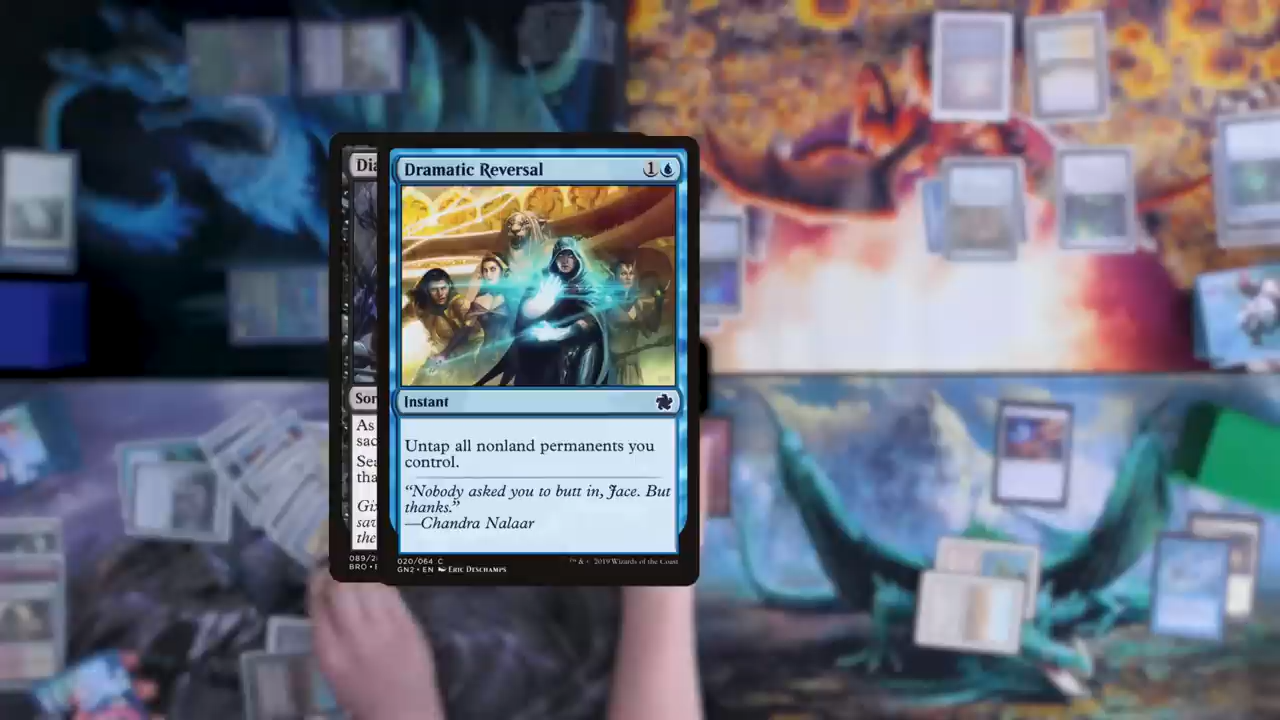 Dia
Sor
As
sac
Sea
tha
Gix
sav
the
089/2
BRO •
Dramatic Reversal
1
Instant
Untap all nonland permanents you
control.
“Nobody asked you to butt in, Jace. But
thanks.”
—Chandra Nalaar
020/064 C
GN2 • EN ERIC DESCHAMPS
™ & © 2019 Wizards of the Coast